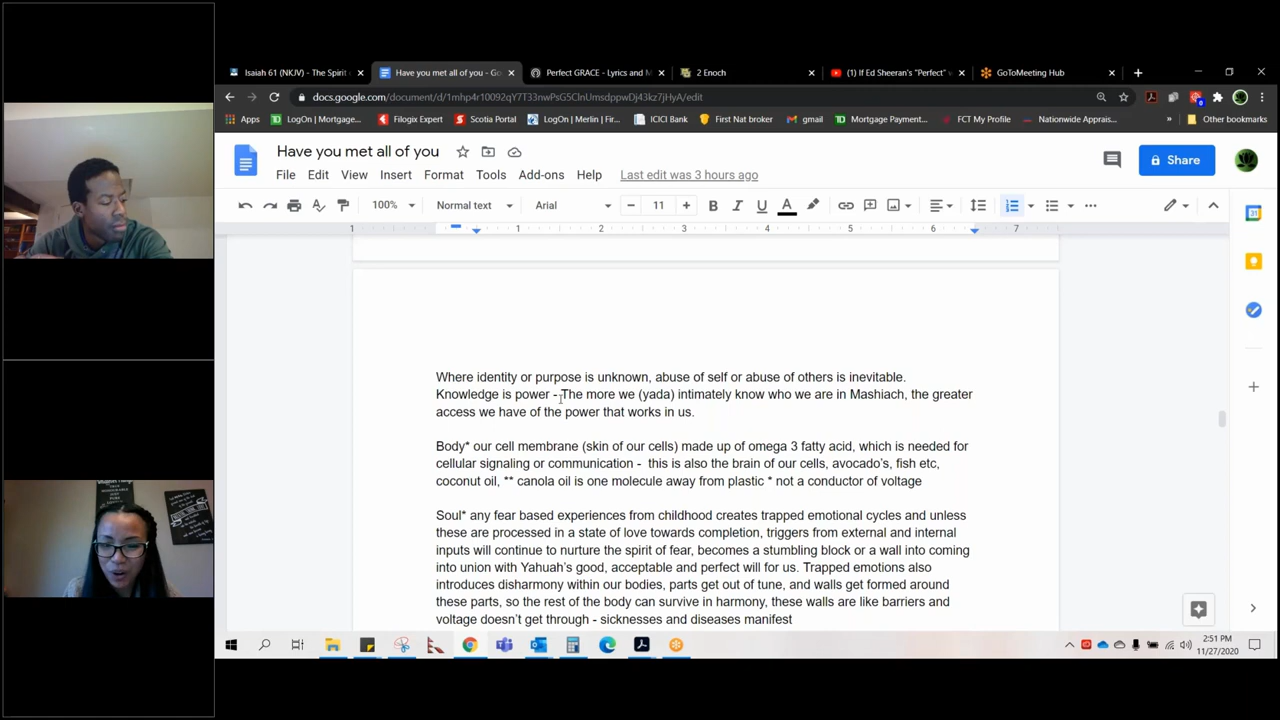 Isaiah 61 (NKJV) - The Spirit
Have you met all of you - Go
Perfect GRACE - Lyrics and M
2 Enoch
(1) If Ed Sheeran's "Perfect" w
GoToMeeting Hub
docs.google.com/document/d/1mhp4r10092qY7T33nwPsG5ClnUmsdppwDj43kz7jHyA/edit
Apps
LogOn | Mortgage...
Filogix Expert
Scotia Portal
LogOn | Merlin | Fir...
ICICI Bank
First Nat broker
gmail
Mortgage Payment...
FCT My Profile
Nationwide Apprais...
»
Other bookmarks
Have you met all of you
Share
File Edit View Insert Format Tools Add-ons Help Last edit was 3 hours ago
100% Normal text Arial 11
1 1 2 3 4 5 6 7
Where identity or purpose is unknown, abuse of self or abuse of others is inevitable.
Knowledge is power - The more we (yada) intimately know who we are in Mashiach, the greater
access we have of the power that works in us.
Body* our cell membrane (skin of our cells) made up of omega 3 fatty acid, which is needed for
cellular signaling or communication - this is also the brain of our cells, avocado's, fish etc,
coconut oil, ** canola oil is one molecule away from plastic * not a conductor of voltage
Soul* any fear based experiences from childhood creates trapped emotional cycles and unless
these are processed in a state of love towards completion, triggers from external and internal
inputs will continue to nurture the spirit of fear, becomes a stumbling block or a wall into coming
into union with Yahuah's good, acceptable and perfect will for us. Trapped emotions also
introduces disharmony within our bodies, parts get out of tune, and walls get formed around
these parts, so the rest of the body can survive in harmony, these walls are like barriers and
voltage doesn't get through - sicknesses and diseases manifest
2:51 PM
11/27/2020